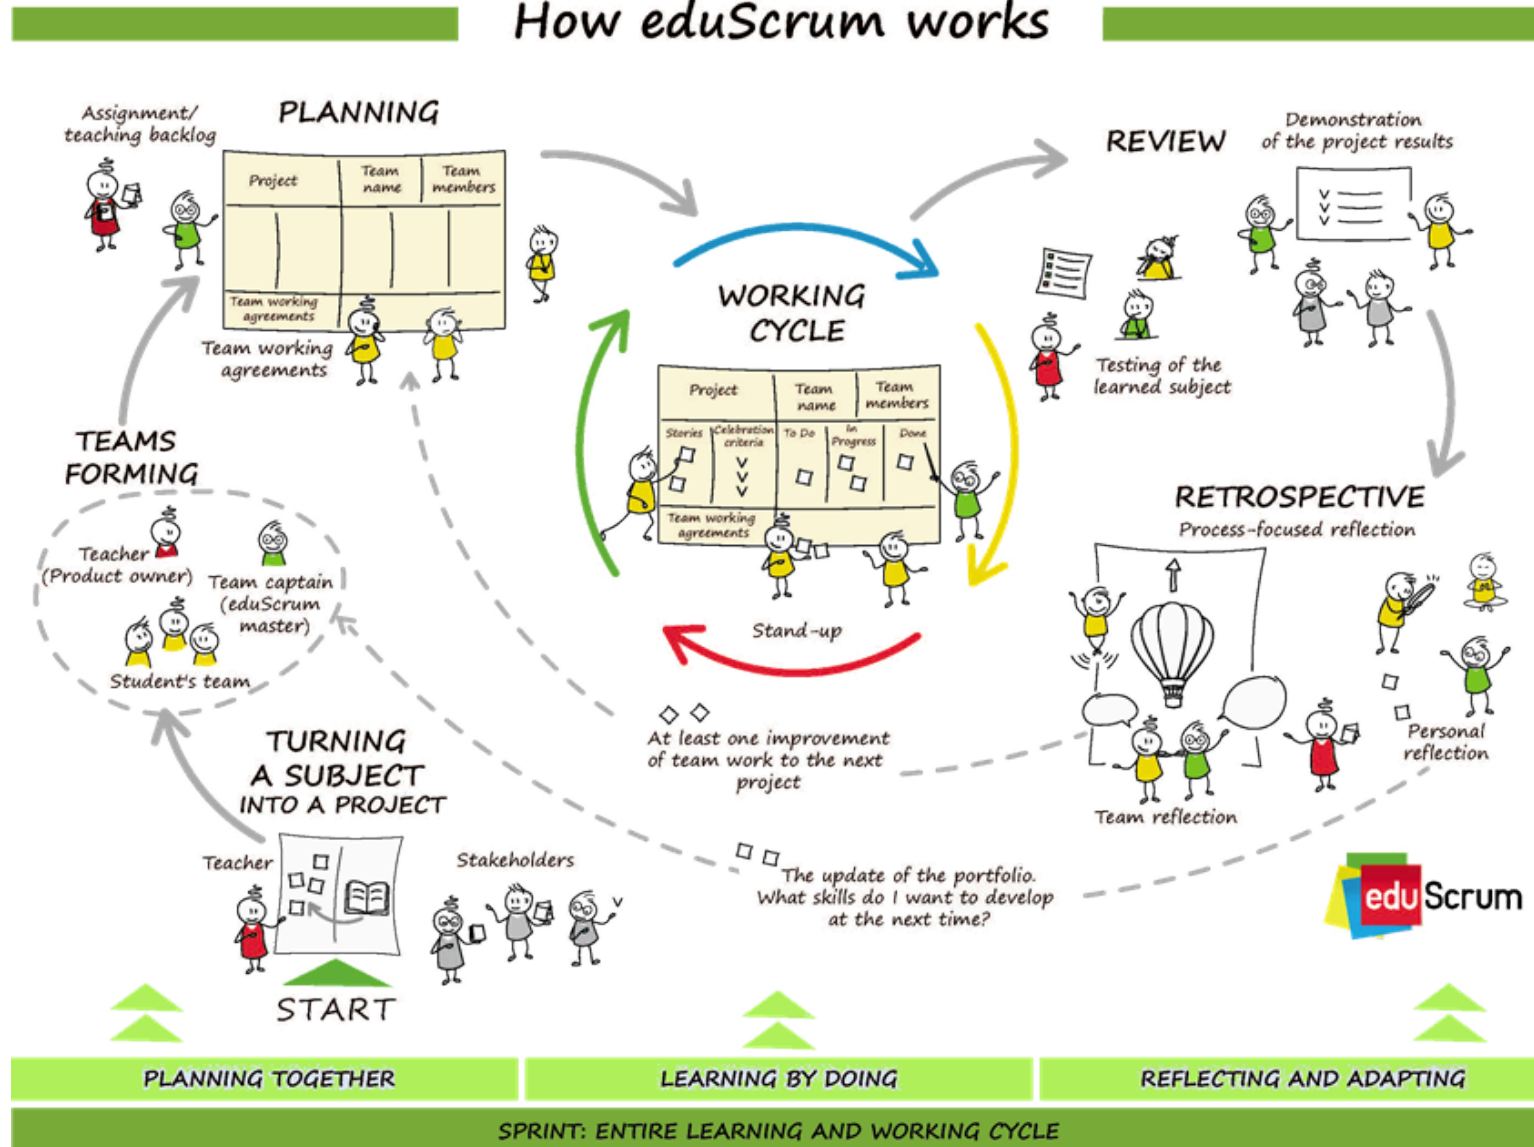 How eduScrum works
Assignment/
teaching backlog
PLANNING
Project
Team
name
Team
members
Team working
agreements
Team working
agreements
TEAMS
FORMING
Teacher
(Product owner)
Team captain
(eduScrum
master)
Student's team
TURNING
A SUBJECT
INTO A PROJECT
Teacher
Stakeholders
START
WORKING
CYCLE
Project
Team
name
Team
members
Stories
Celebration
criteria
To Do
In
Progress
Done
Team working
agreements
Stand-up
At least one improvement
of team work to the next
project
The update of the portfolio.
What skills do I want to develop
at the next time?
REVIEW
Demonstration
of the project results
Testing of the
learned subject
RETROSPECTIVE
Process-focused reflection
Team reflection
Personal
reflection
eduScrum
PLANNING TOGETHER
LEARNING BY DOING
REFLECTING AND ADAPTING
SPRINT: ENTIRE LEARNING AND WORKING CYCLE